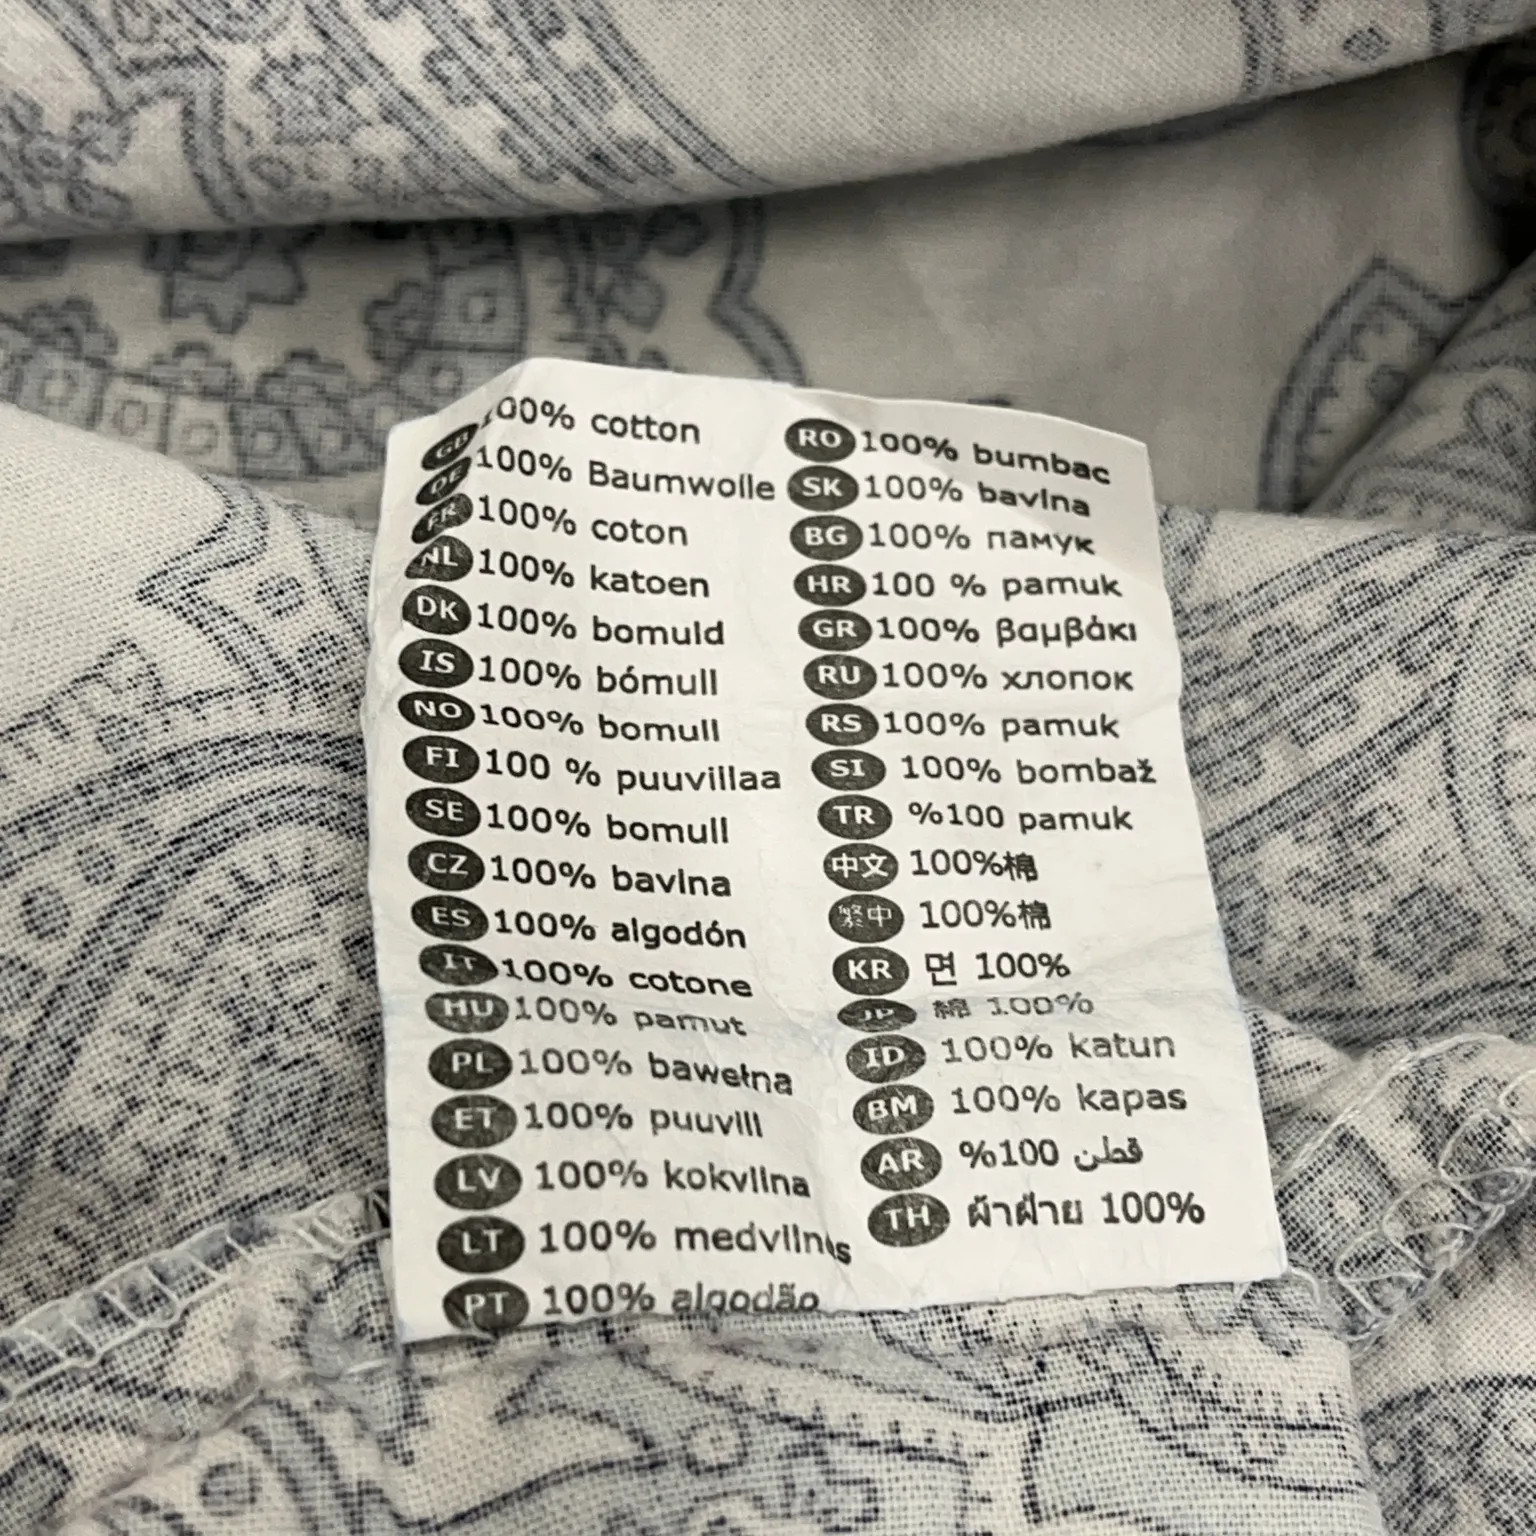 GB 100% cotton
DE 100% Baumwolle
FR 100% coton
NL 100% katoen
DK 100% bomuld
IS 100% bómull
NO 100% bomull
FI 100 % puuvillaa
SE 100% bomull
CZ 100% bavlna
ES 100% algodón
IT 100% cotone
HU 100% pamut
PL 100% bawełna
ET 100% puuvill
LV 100% kokvilna
LT 100% medvilnės
PT 100% algodão
RO 100% bumbac
SK 100% bavlna
BG 100% памук
HR 100 % pamuk
GR 100% βαμβάκι
RU 100% хлопок
RS 100% pamuk
SI 100% bombaž
TR %100 pamuk
中文 100%棉
繁中 100%棉
KR 면 100%
JP 綿 100%
ID 100% katun
BM 100% kapas
AR %100 قطن
TH ผ้าฝ้าย 100%